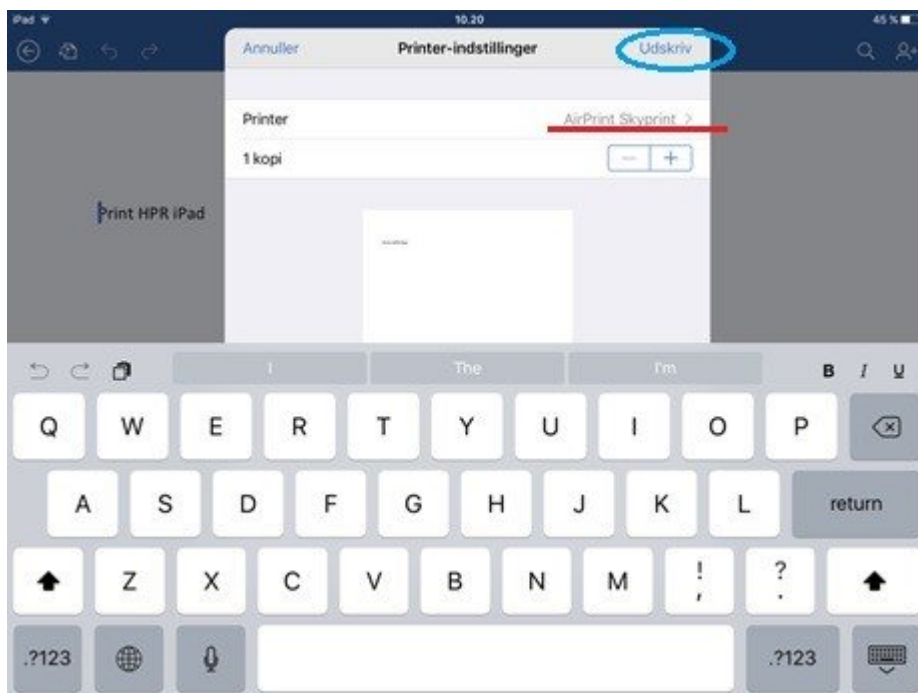 iPad 10.20 45 %
Annuller Printer-indstillinger Udskriv
Printer AirPrint Skyprint >
1 kopi − +
Print HPR iPad
I The I'm B I U
Q W E R T Y U I O P
A S D F G H J K L return
Z X C V B N M ! , ? .
.?123 .?123